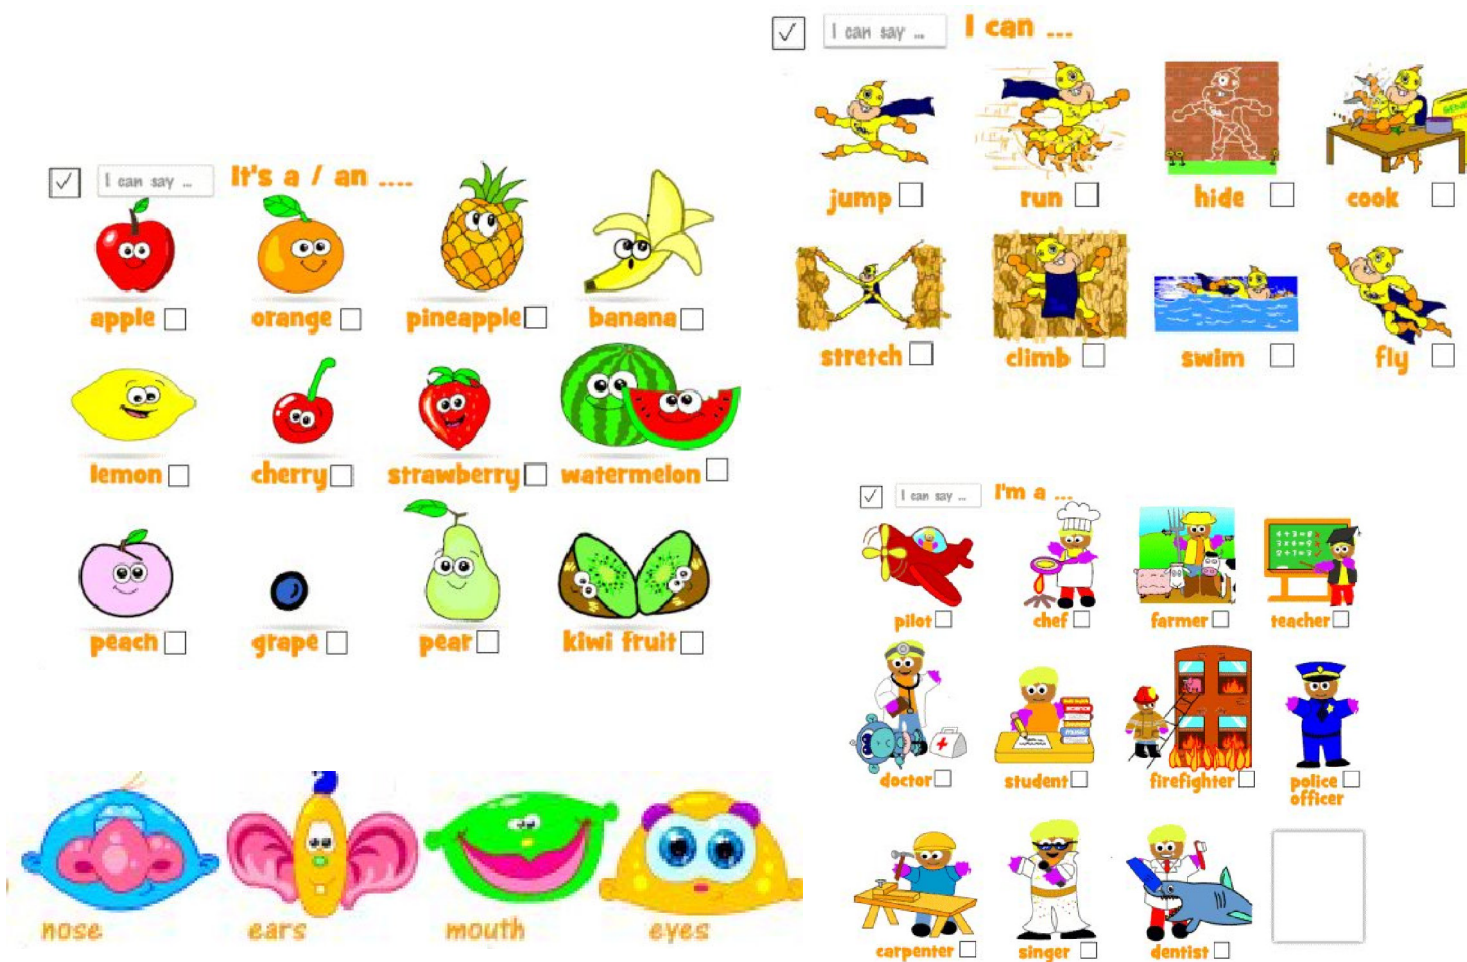 I can say ... It's a / an ....
apple orange pineapple banana
lemon cherry strawberry watermelon
peach grape pear kiwi fruit
I can say ... I can ...
jump run hide cook
stretch climb swim fly
nose ears mouth eyes
I can say ... I'm a ...
pilot chef farmer teacher
doctor student firefighter police
officer
carpenter singer dentist